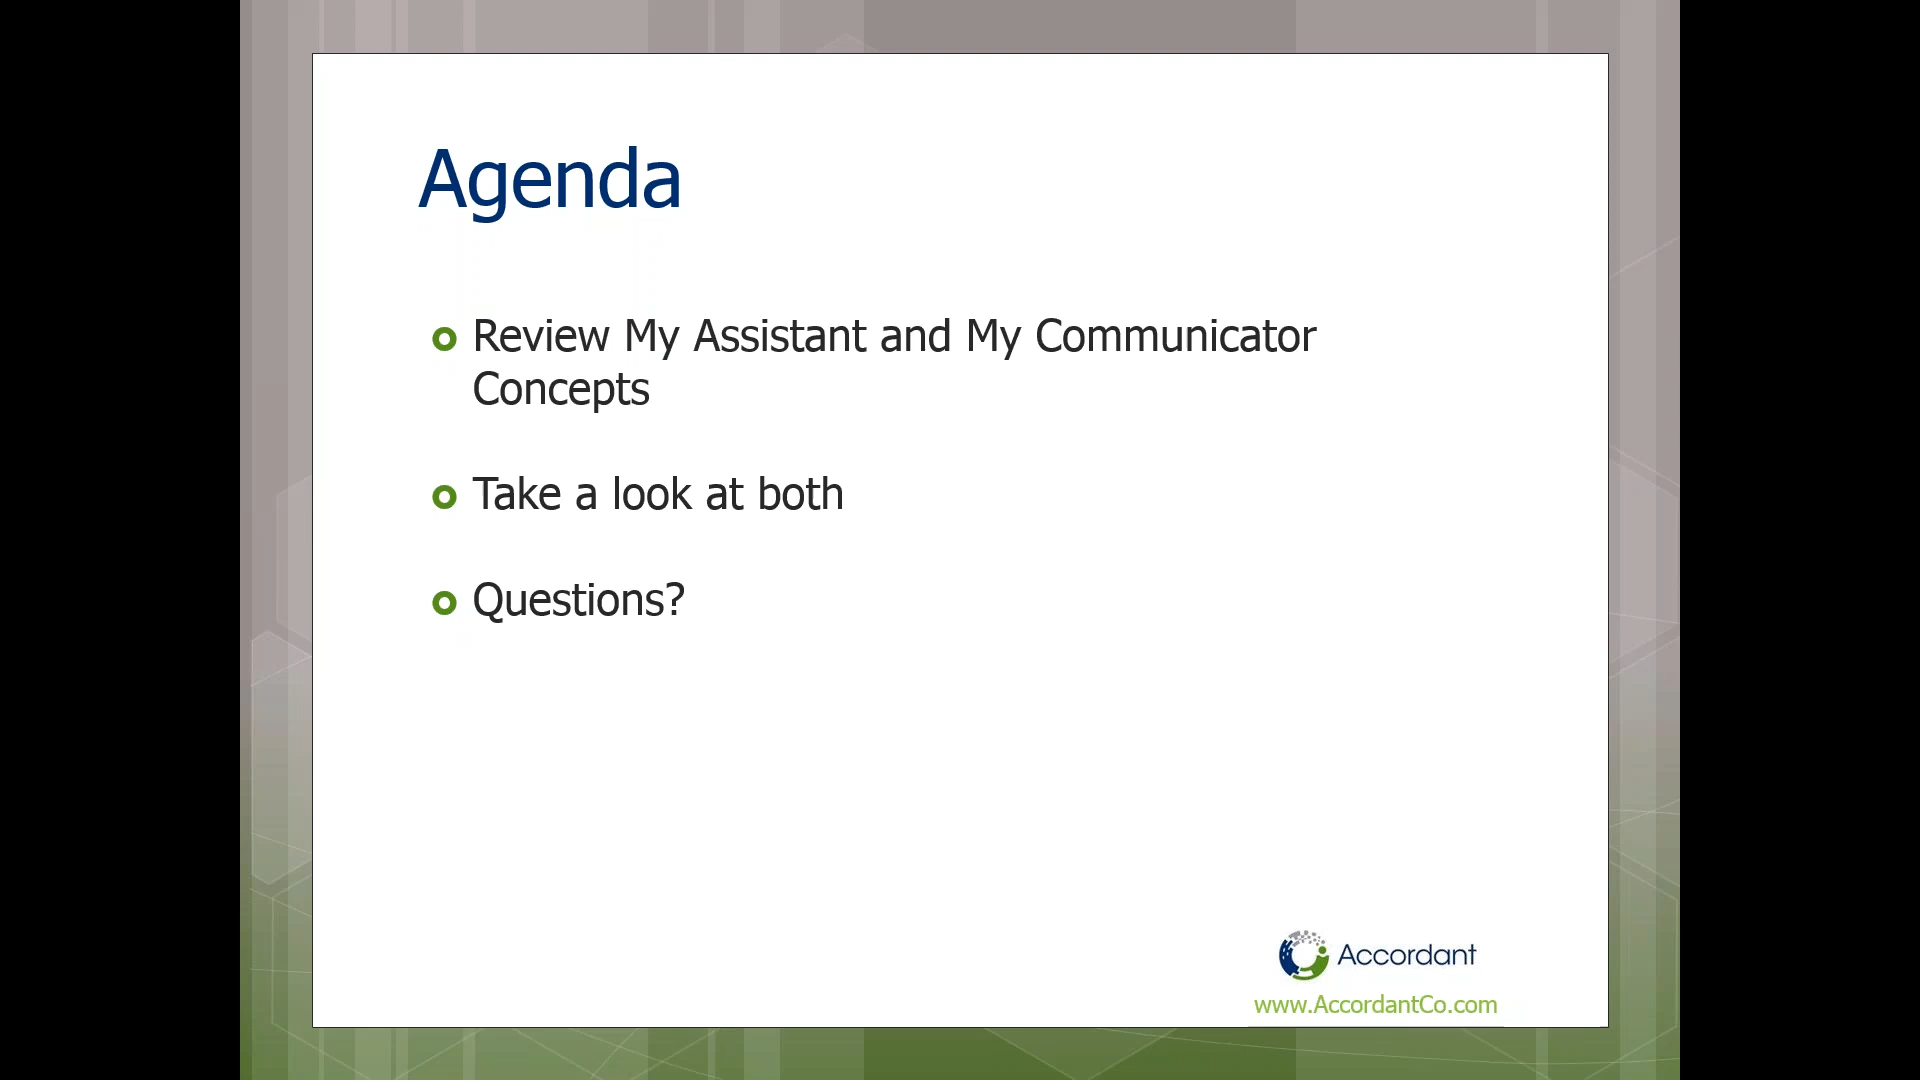 Agenda
Review My Assistant and My Communicator
Concepts
Take a look at both
Questions?
Accordant
www.AccordantCo.com